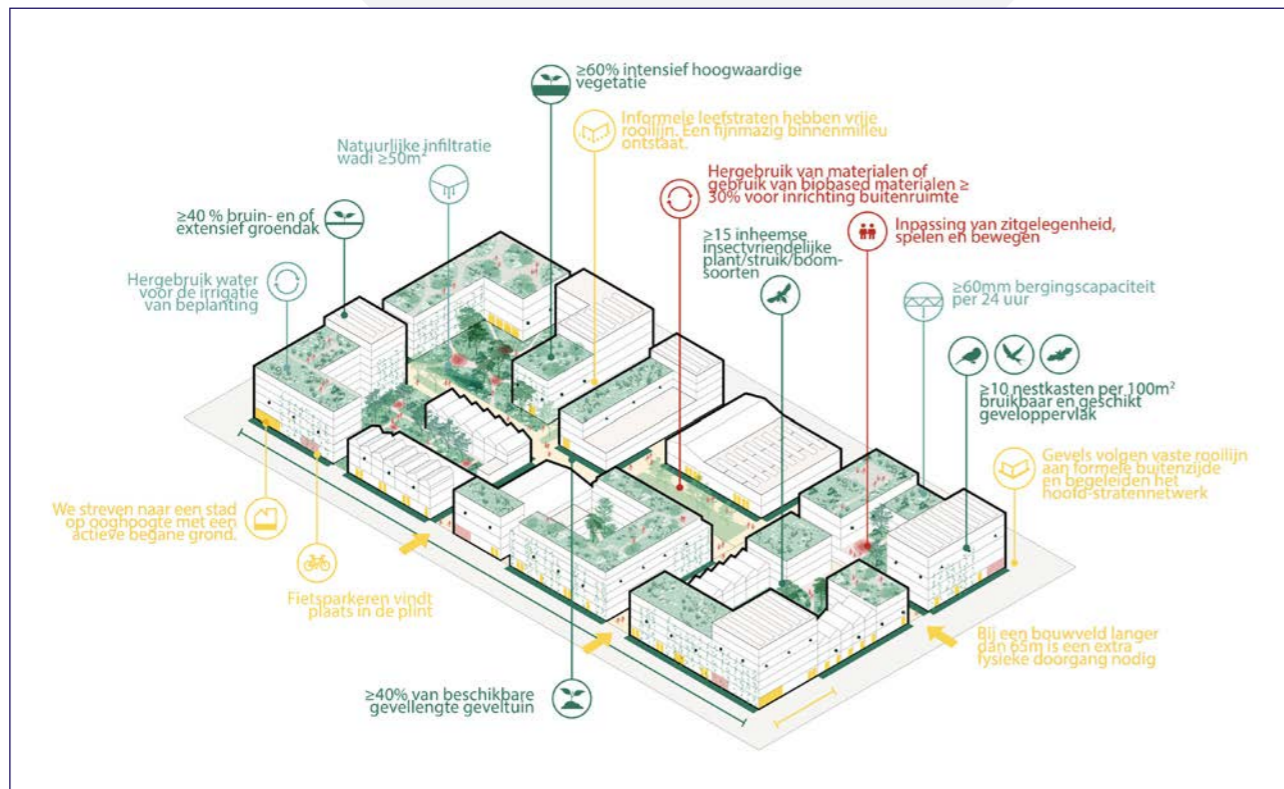 ≥60% intensief hoogwaardige
vegetatie
Informele leefstraten hebben vrije
rooilijn. Een fijnmazig binnenmilieu
ontstaat.
Natuurlijke infiltratie
wadi ≥50m²
Hergebruik van materialen of
gebruik van biobased materialen ≥
30% voor inrichting buitenruimte
≥40 % bruin- en of
extensief groendak
≥15 inheemse
insectvriendelijke
plant/struik/boom-
soorten
Inpassing van zitgelegenheid,
spelen en bewegen
Hergebruik water
voor de irrigatie
van beplanting
≥60mm bergingscapaciteit
per 24 uur
≥10 nestkasten per 100m²
bruikbaar en geschikt
geveloppervlak
Gevels volgen vaste rooilijn
aan formele buitenzijde
en begeleiden het
hoofd-stratennetwerk
We streven naar een stad
op ooghoogte met een
actieve begane grond.
Fietsparkeren vindt
plaats in de plint
Bij een bouwveld langer
dan 65m is een extra
fysieke doorgang nodig
≥40% van beschikbare
gevellengte geveltuin